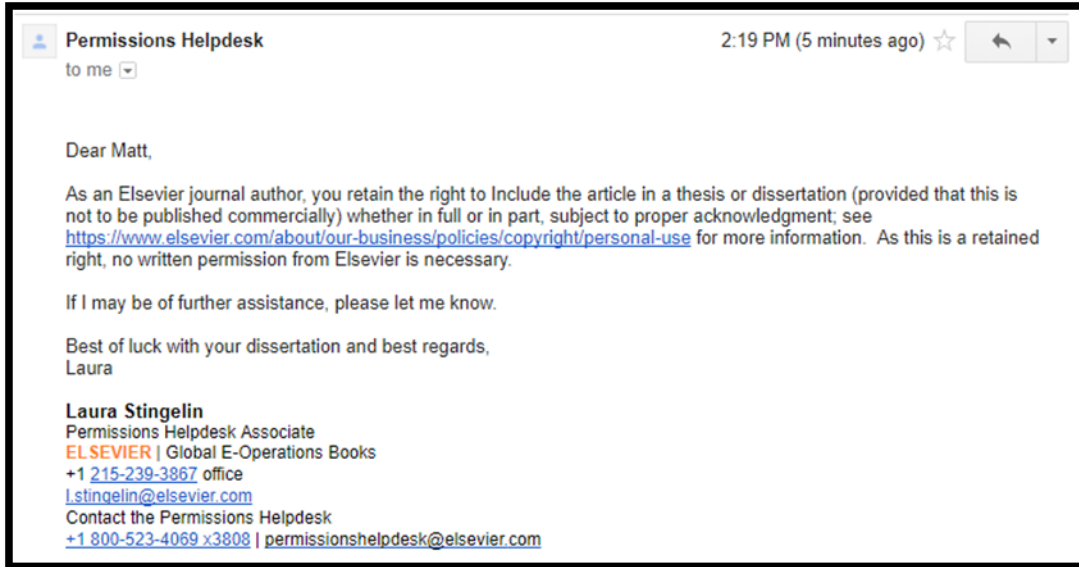 Permissions Helpdesk 2:19 PM (5 minutes ago)
to me
Dear Matt,
As an Elsevier journal author, you retain the right to Include the article in a thesis or dissertation (provided that this is
not to be published commercially) whether in full or in part, subject to proper acknowledgment; see
https://www.elsevier.com/about/our-business/policies/copyright/personal-use for more information.  As this is a retained
right, no written permission from Elsevier is necessary.
If I may be of further assistance, please let me know.
Best of luck with your dissertation and best regards,
Laura
Laura Stingelin
Permissions Helpdesk Associate
ELSEVIER | Global E-Operations Books
+1 215-239-3867 office
l.stingelin@elsevier.com
Contact the Permissions Helpdesk
+1 800-523-4069 x3808 | permissionshelpdesk@elsevier.com